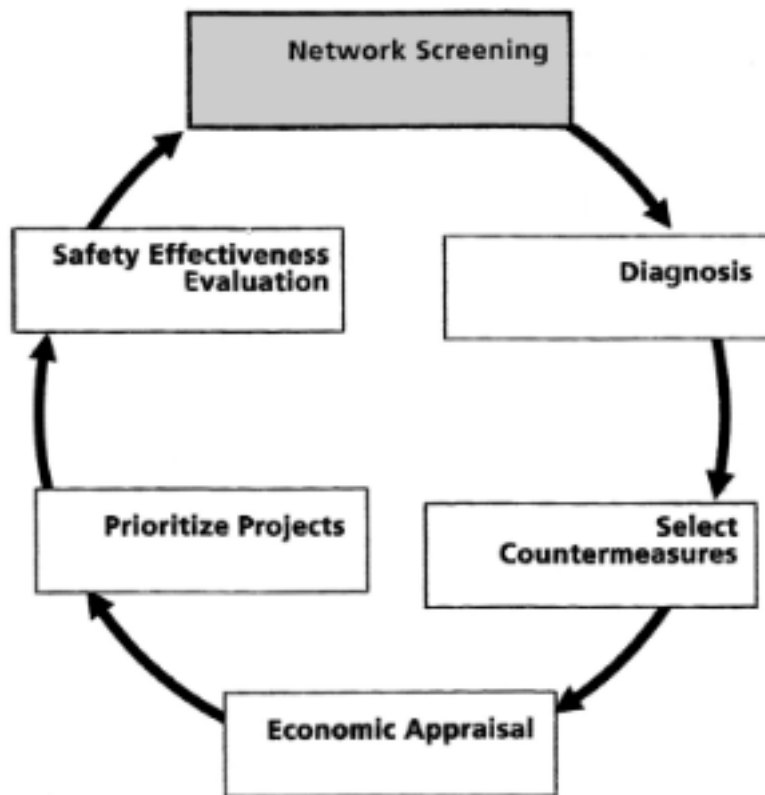 Network Screening
Diagnosis
Select
Countermeasures
Economic Appraisal
Prioritize Projects
Safety Effectiveness
Evaluation